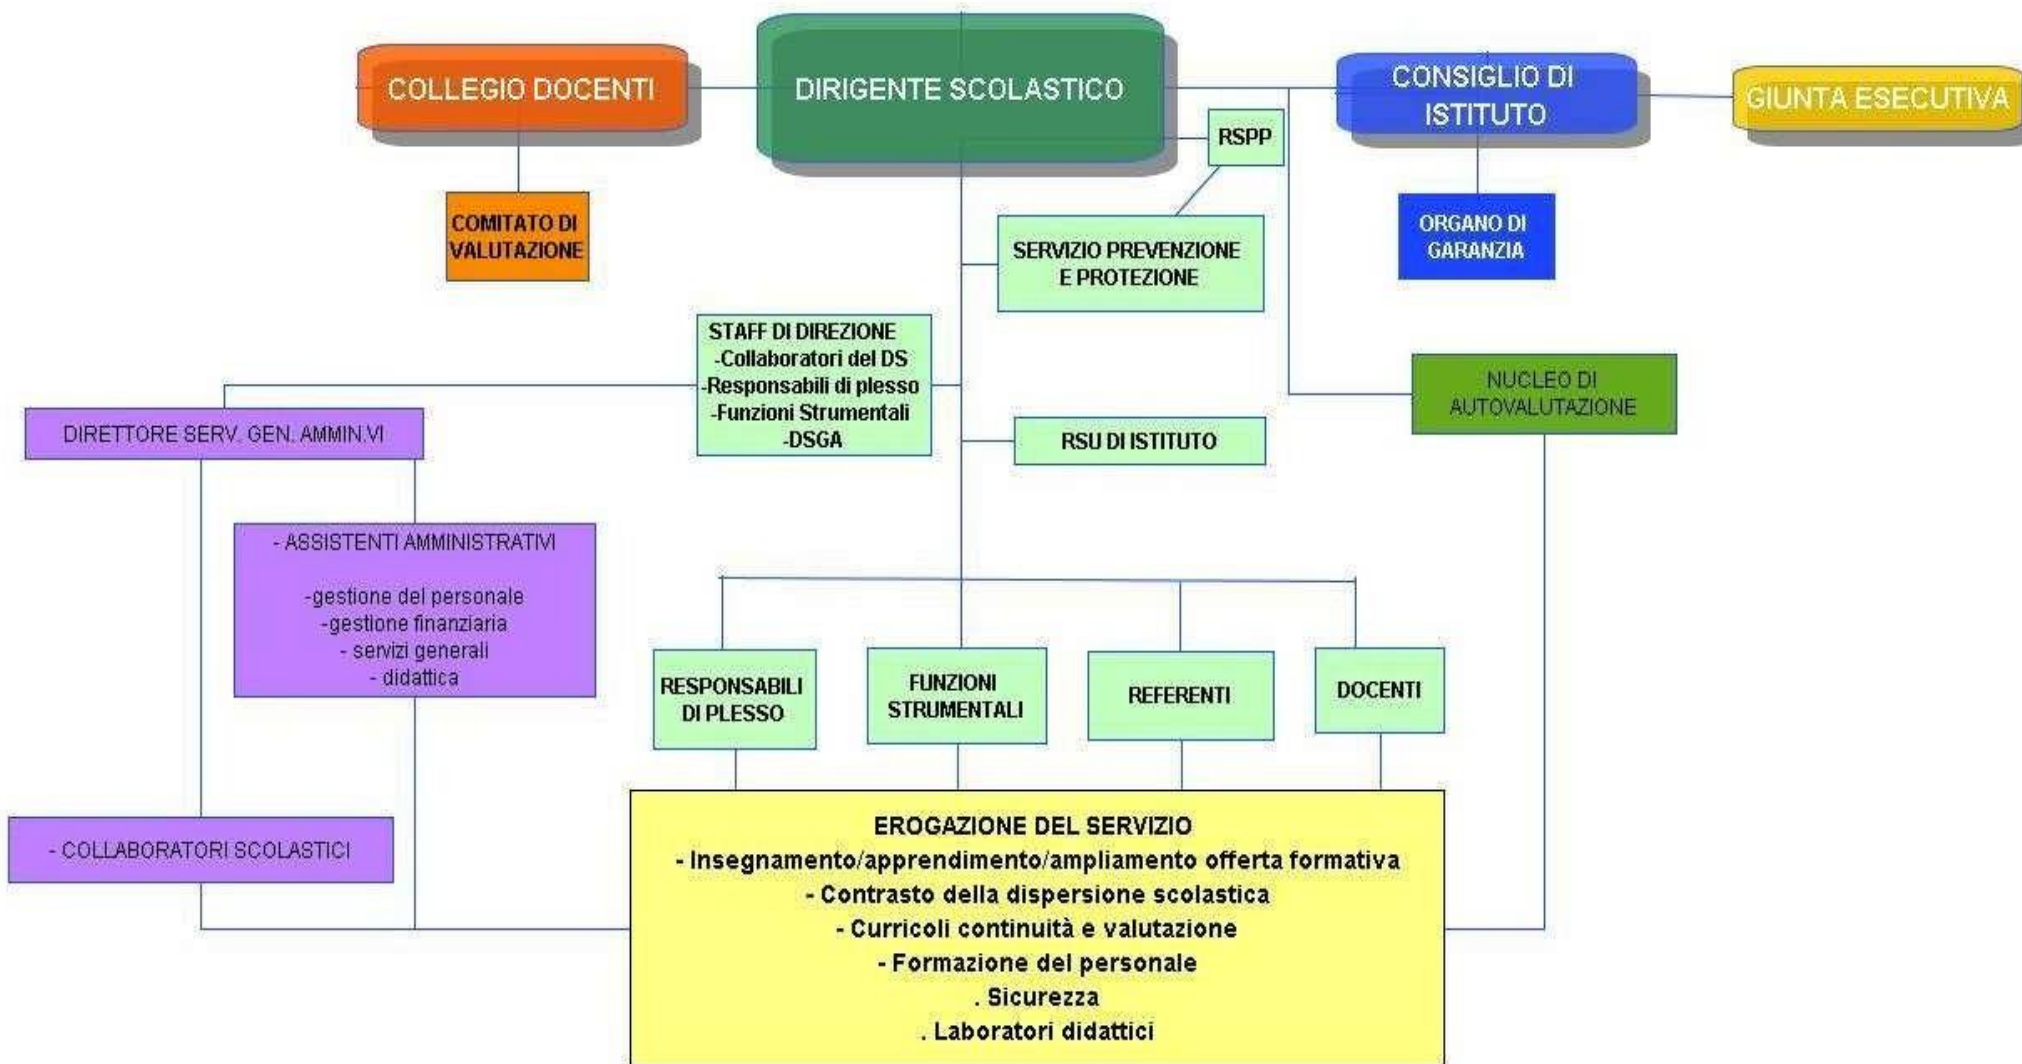 COLLEGIO DOCENTI
DIRIGENTE SCOLASTICO
CONSIGLIO DI
ISTITUTO
GIUNTA ESECUTIVA
RSPP
COMITATO DI
VALUTAZIONE
SERVIZIO PREVENZIONE
E PROTEZIONE
ORGANO DI
GARANZIA
STAFF DI DIREZIONE
-Collaboratori del DS
-Responsabili di plesso
-Funzioni Strumentali
-DSGA
NUCLEO DI
AUTOVALUTAZIONE
DIRETTORE SERV. GEN. AMMIN.VI
RSU DI ISTITUTO
- ASSISTENTI AMMINISTRATIVI
-gestione del personale
-gestione finanziaria
- servizi generali
- didattica
RESPONSABILI
DI PLESSO
FUNZIONI
STRUMENTALI
REFERENTI
DOCENTI
- COLLABORATORI SCOLASTICI
EROGAZIONE DEL SERVIZIO
- Insegnamento/apprendimento/ampliamento offerta formativa
- Contrasto della dispersione scolastica
- Curricoli continuità e valutazione
- Formazione del personale
. Sicurezza
. Laboratori didattici